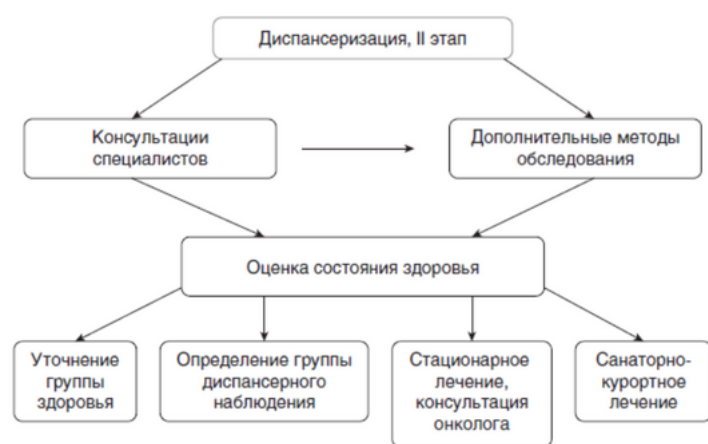 Диспансеризация, II этап
Консультации
специалистов
Дополнительные методы
обследования
Оценка состояния здоровья
Уточнение
группы
здоровья
Определение группы
диспансерного
наблюдения
Стационарное
лечение,
консультация
онколога
Санаторно-
курортное
лечение